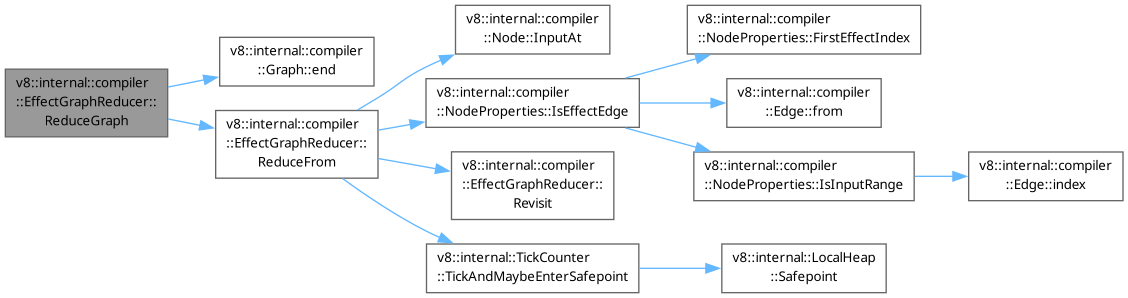 v8::internal::compiler
::EffectGraphReducer::
ReduceGraph
v8::internal::compiler
::Graph::end
v8::internal::compiler
::EffectGraphReducer::
ReduceFrom
v8::internal::compiler
::Node::InputAt
v8::internal::compiler
::NodeProperties::IsEffectEdge
v8::internal::compiler
::EffectGraphReducer::
Revisit
v8::internal::TickCounter
::TickAndMaybeEnterSafepoint
v8::internal::compiler
::NodeProperties::FirstEffectIndex
v8::internal::compiler
::Edge::from
v8::internal::compiler
::NodeProperties::IsInputRange
v8::internal::LocalHeap
::Safepoint
v8::internal::compiler
::Edge::index